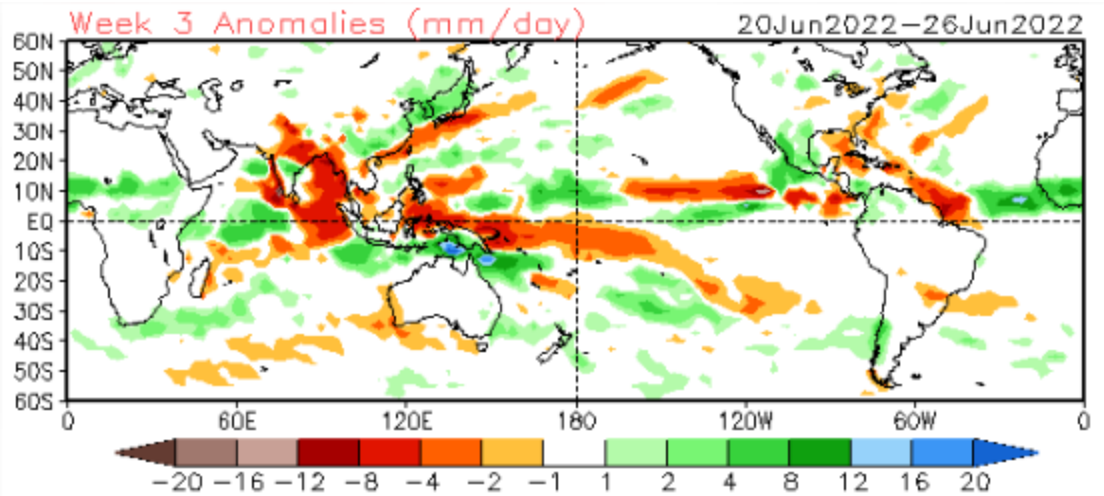 Week 3 Anomalies (mm/day) 20Jun2022−26Jun2022
60N
50N
40N
30N
20N
10N
EQ
10S
20S
30S
40S
50S
60S
0 60E 120E 180 120W 60W 0
−20 −16 −12 −8 −4 −2 −1 1 2 4 8 12 16 20